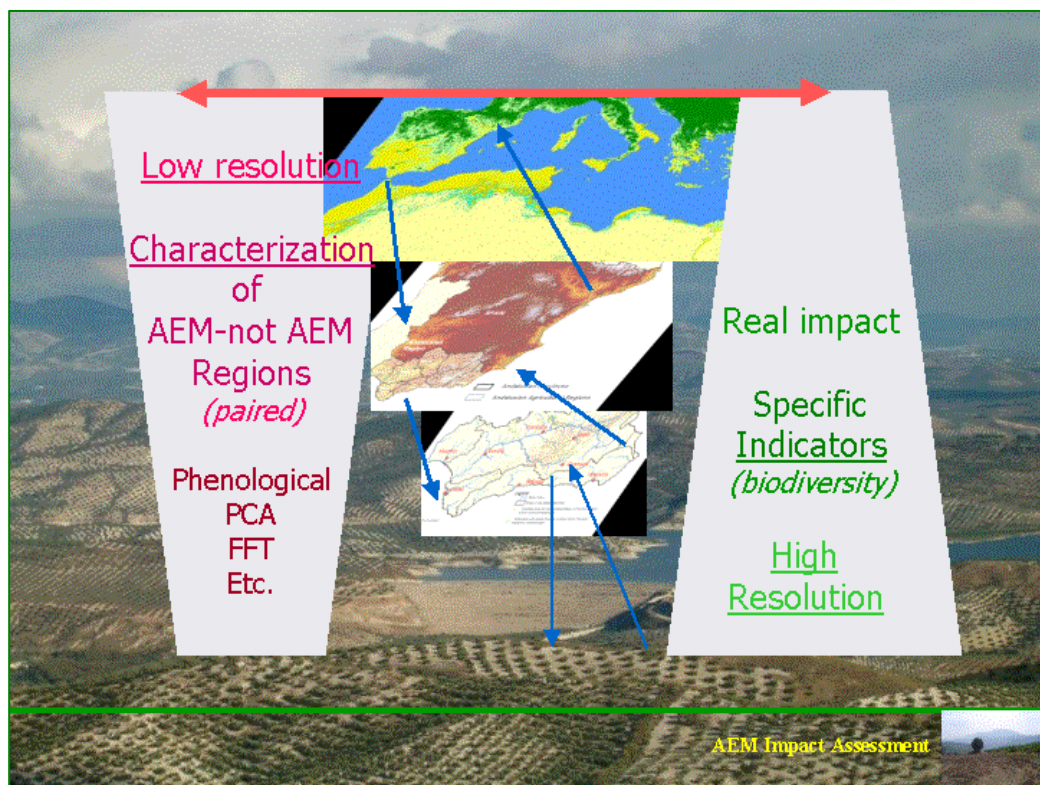 Low resolution
Characterization
of
AEM-not AEM
Regions
(paired)
Phenological
PCA
FFT
Etc.
Real impact
Specific
Indicators
(biodiversity)
High
Resolution
AEM Impact Assessment